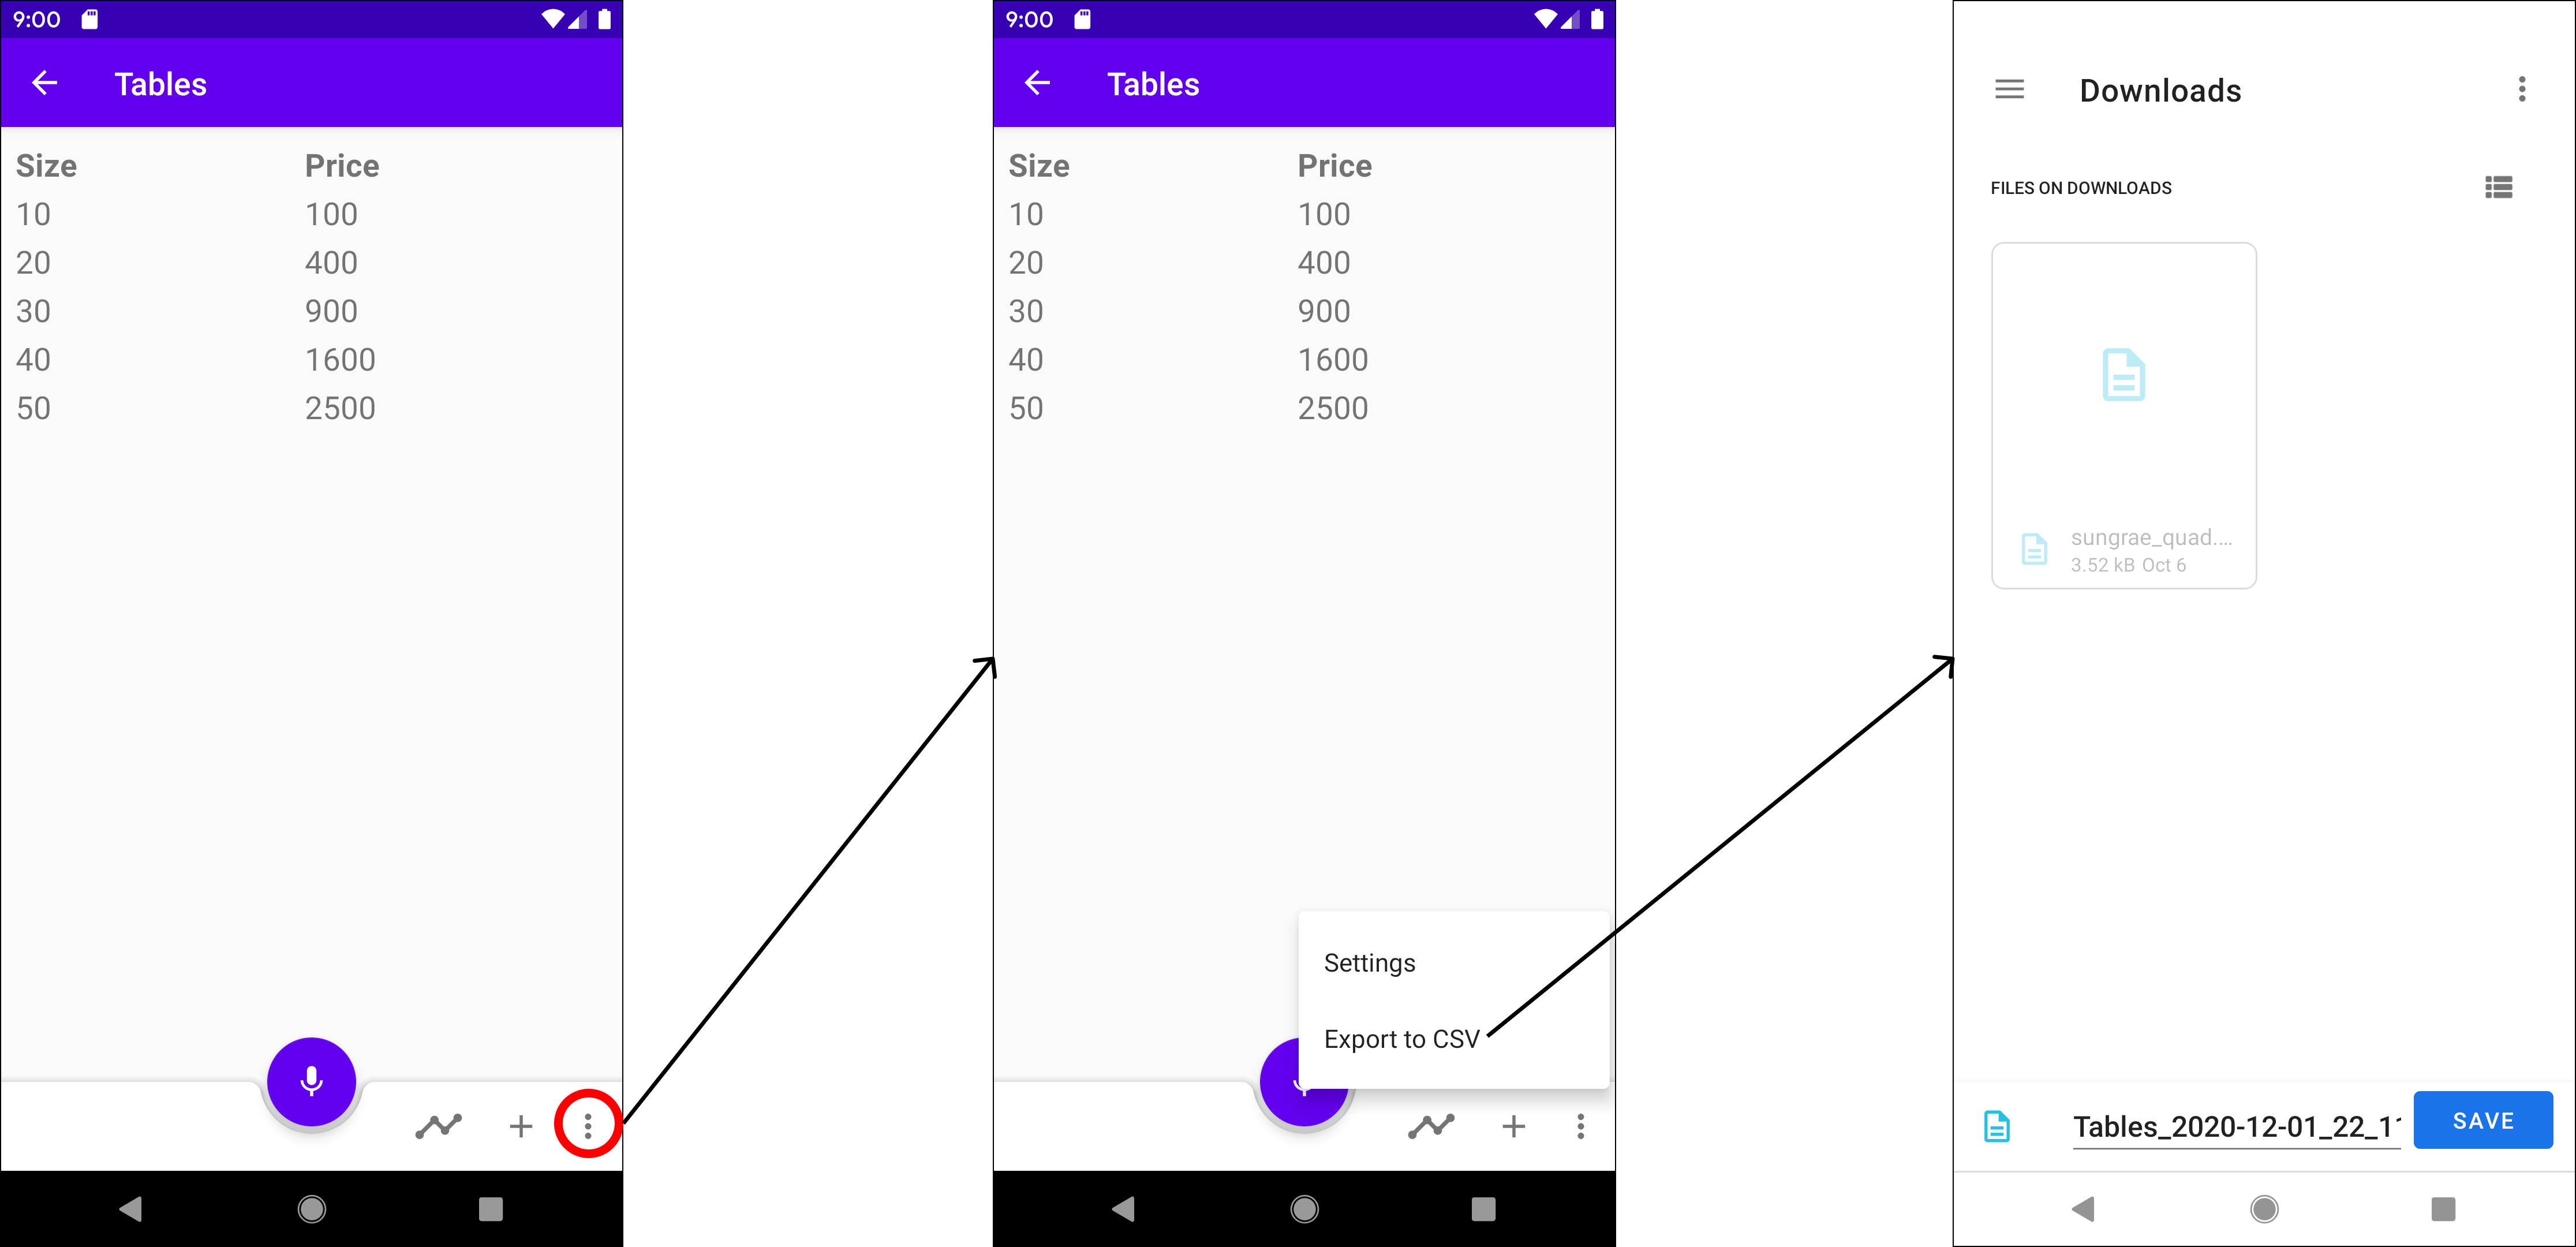 9:00
Tables
Size Price
10 100
20 400
30 900
40 1600
50 2500
9:00
Tables
Size Price
10 100
20 400
30 900
40 1600
50 2500
Settings
Export to CSV
Downloads
FILES ON DOWNLOADS
sungrae_quad....
3.52 kB Oct 6
Tables_2020-12-01_22_11
SAVE